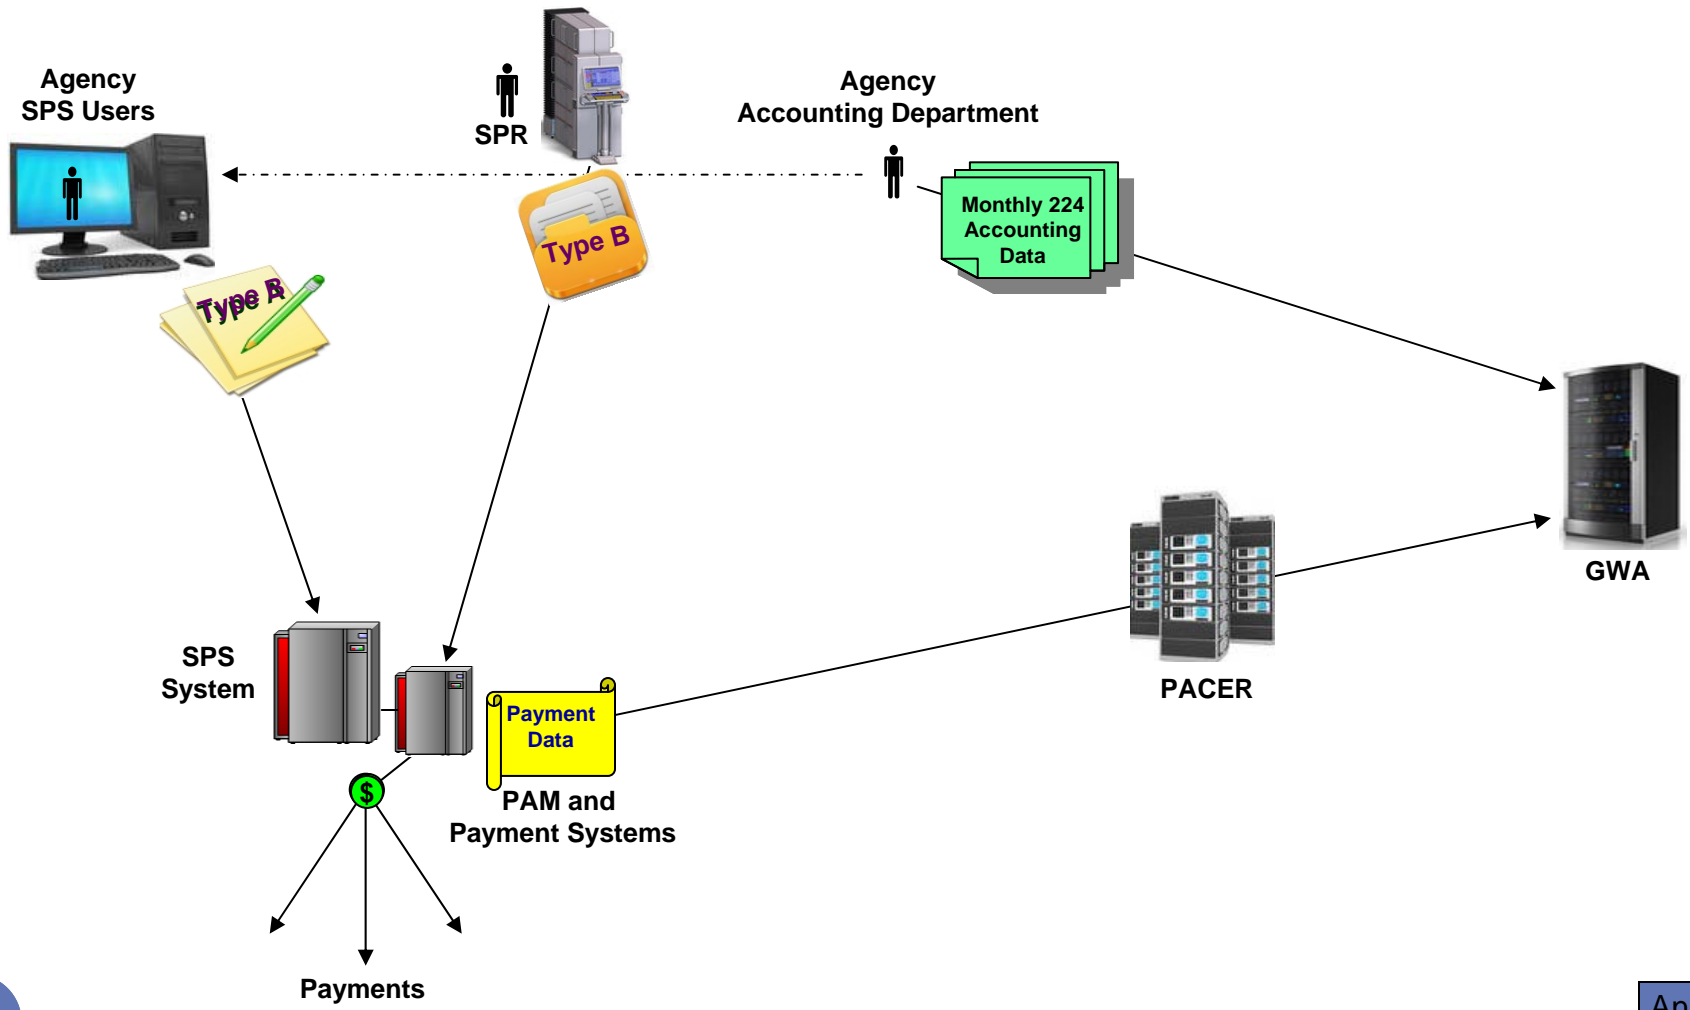 Agency
SPS Users
SPR
Agency
Accounting Department
Monthly 224
Accounting
Data
Type B
Type B
Type A
GWA
SPS
System
PACER
Payment
Data
$
PAM and
Payment Systems
Payments